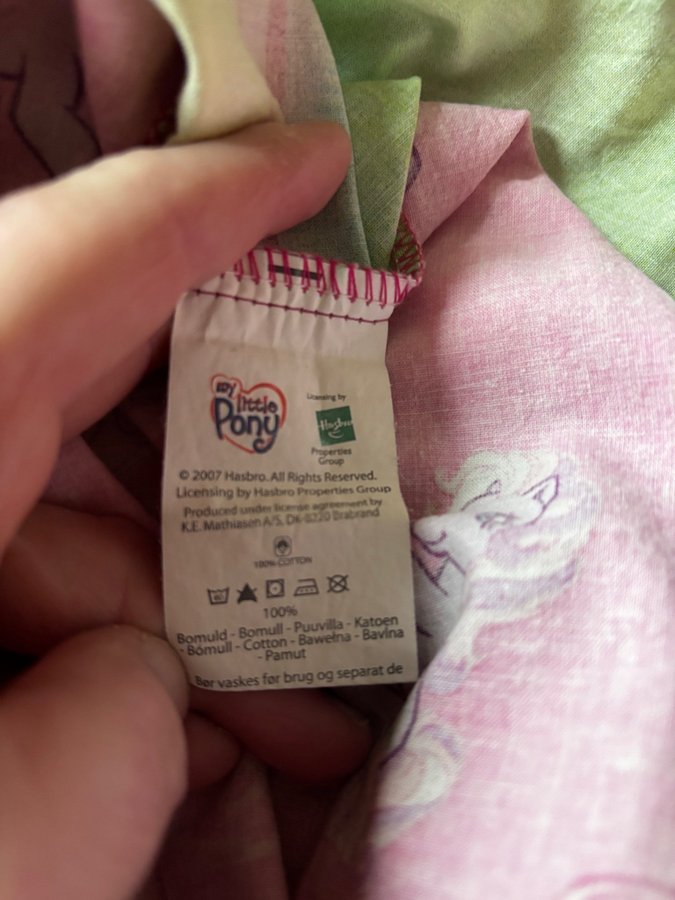 my
little
Pony
Licensing by
Hasbro
Properties
Group
© 2007 Hasbro. All Rights Reserved.
Licensing by Hasbro Properties Group
Produced under license agreement by
K.E. Mathiasen A/S, DK-8220 Brabrand
100% COTTON
60
100%
Bomuld - Bomull - Puuvilla - Katoen
- Bómull - Cotton - Bawełna - Bavlna
- Pamut
Bør vaskes før brug og separat de